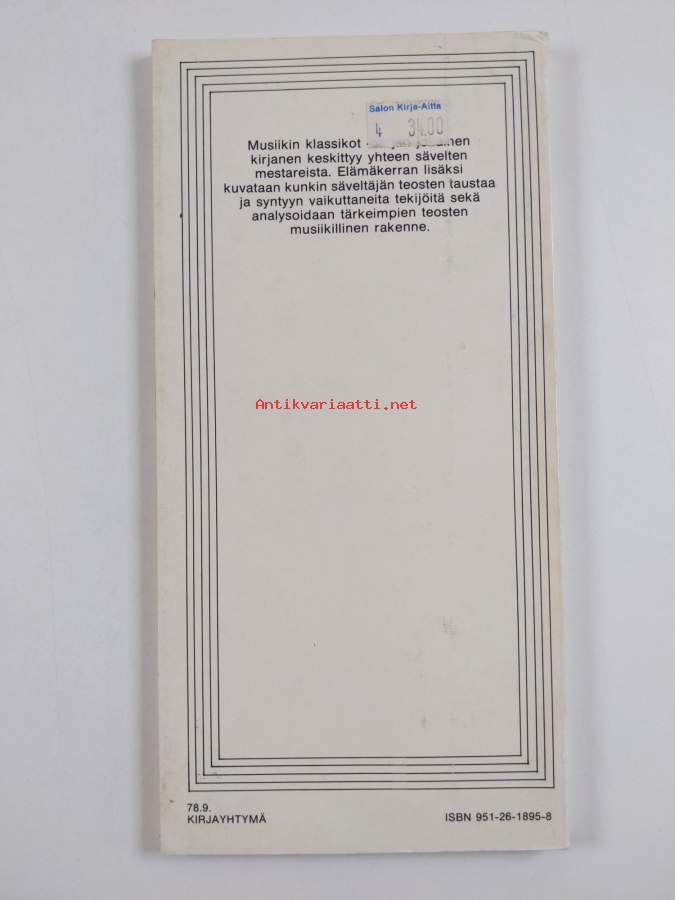 Salon Kirja-Aitta
4 34.00
Musiikin klassikot
kirjanen keskittyy yhteen sävelten
mestareista. Elämäkerran lisäksi
kuvataan kunkin säveltäjän teosten taustaa
ja syntyyn vaikuttaneita tekijöitä sekä
analysoidaan tärkeimpien teosten
musiikillinen rakenne.
Antikvariaatti.net
78.9.
KIRJAYHTYMÄ
ISBN 951-26-1895-8